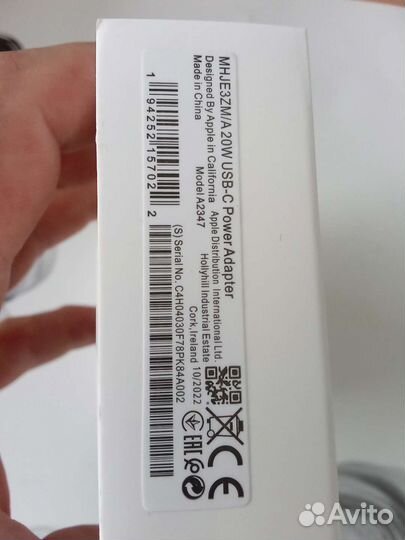 MHJE3ZM/A 20W USB-C Power Adapter
Designed By Apple in California
Made in China
Model A2347
Apple Distribution International Ltd.
Hollyhill Industrial Estate
Cork, Ireland 10/2022
1 94252 15702 2
(S) Serial No. C4H04030F78PK84A002
EAC
CE
Avito